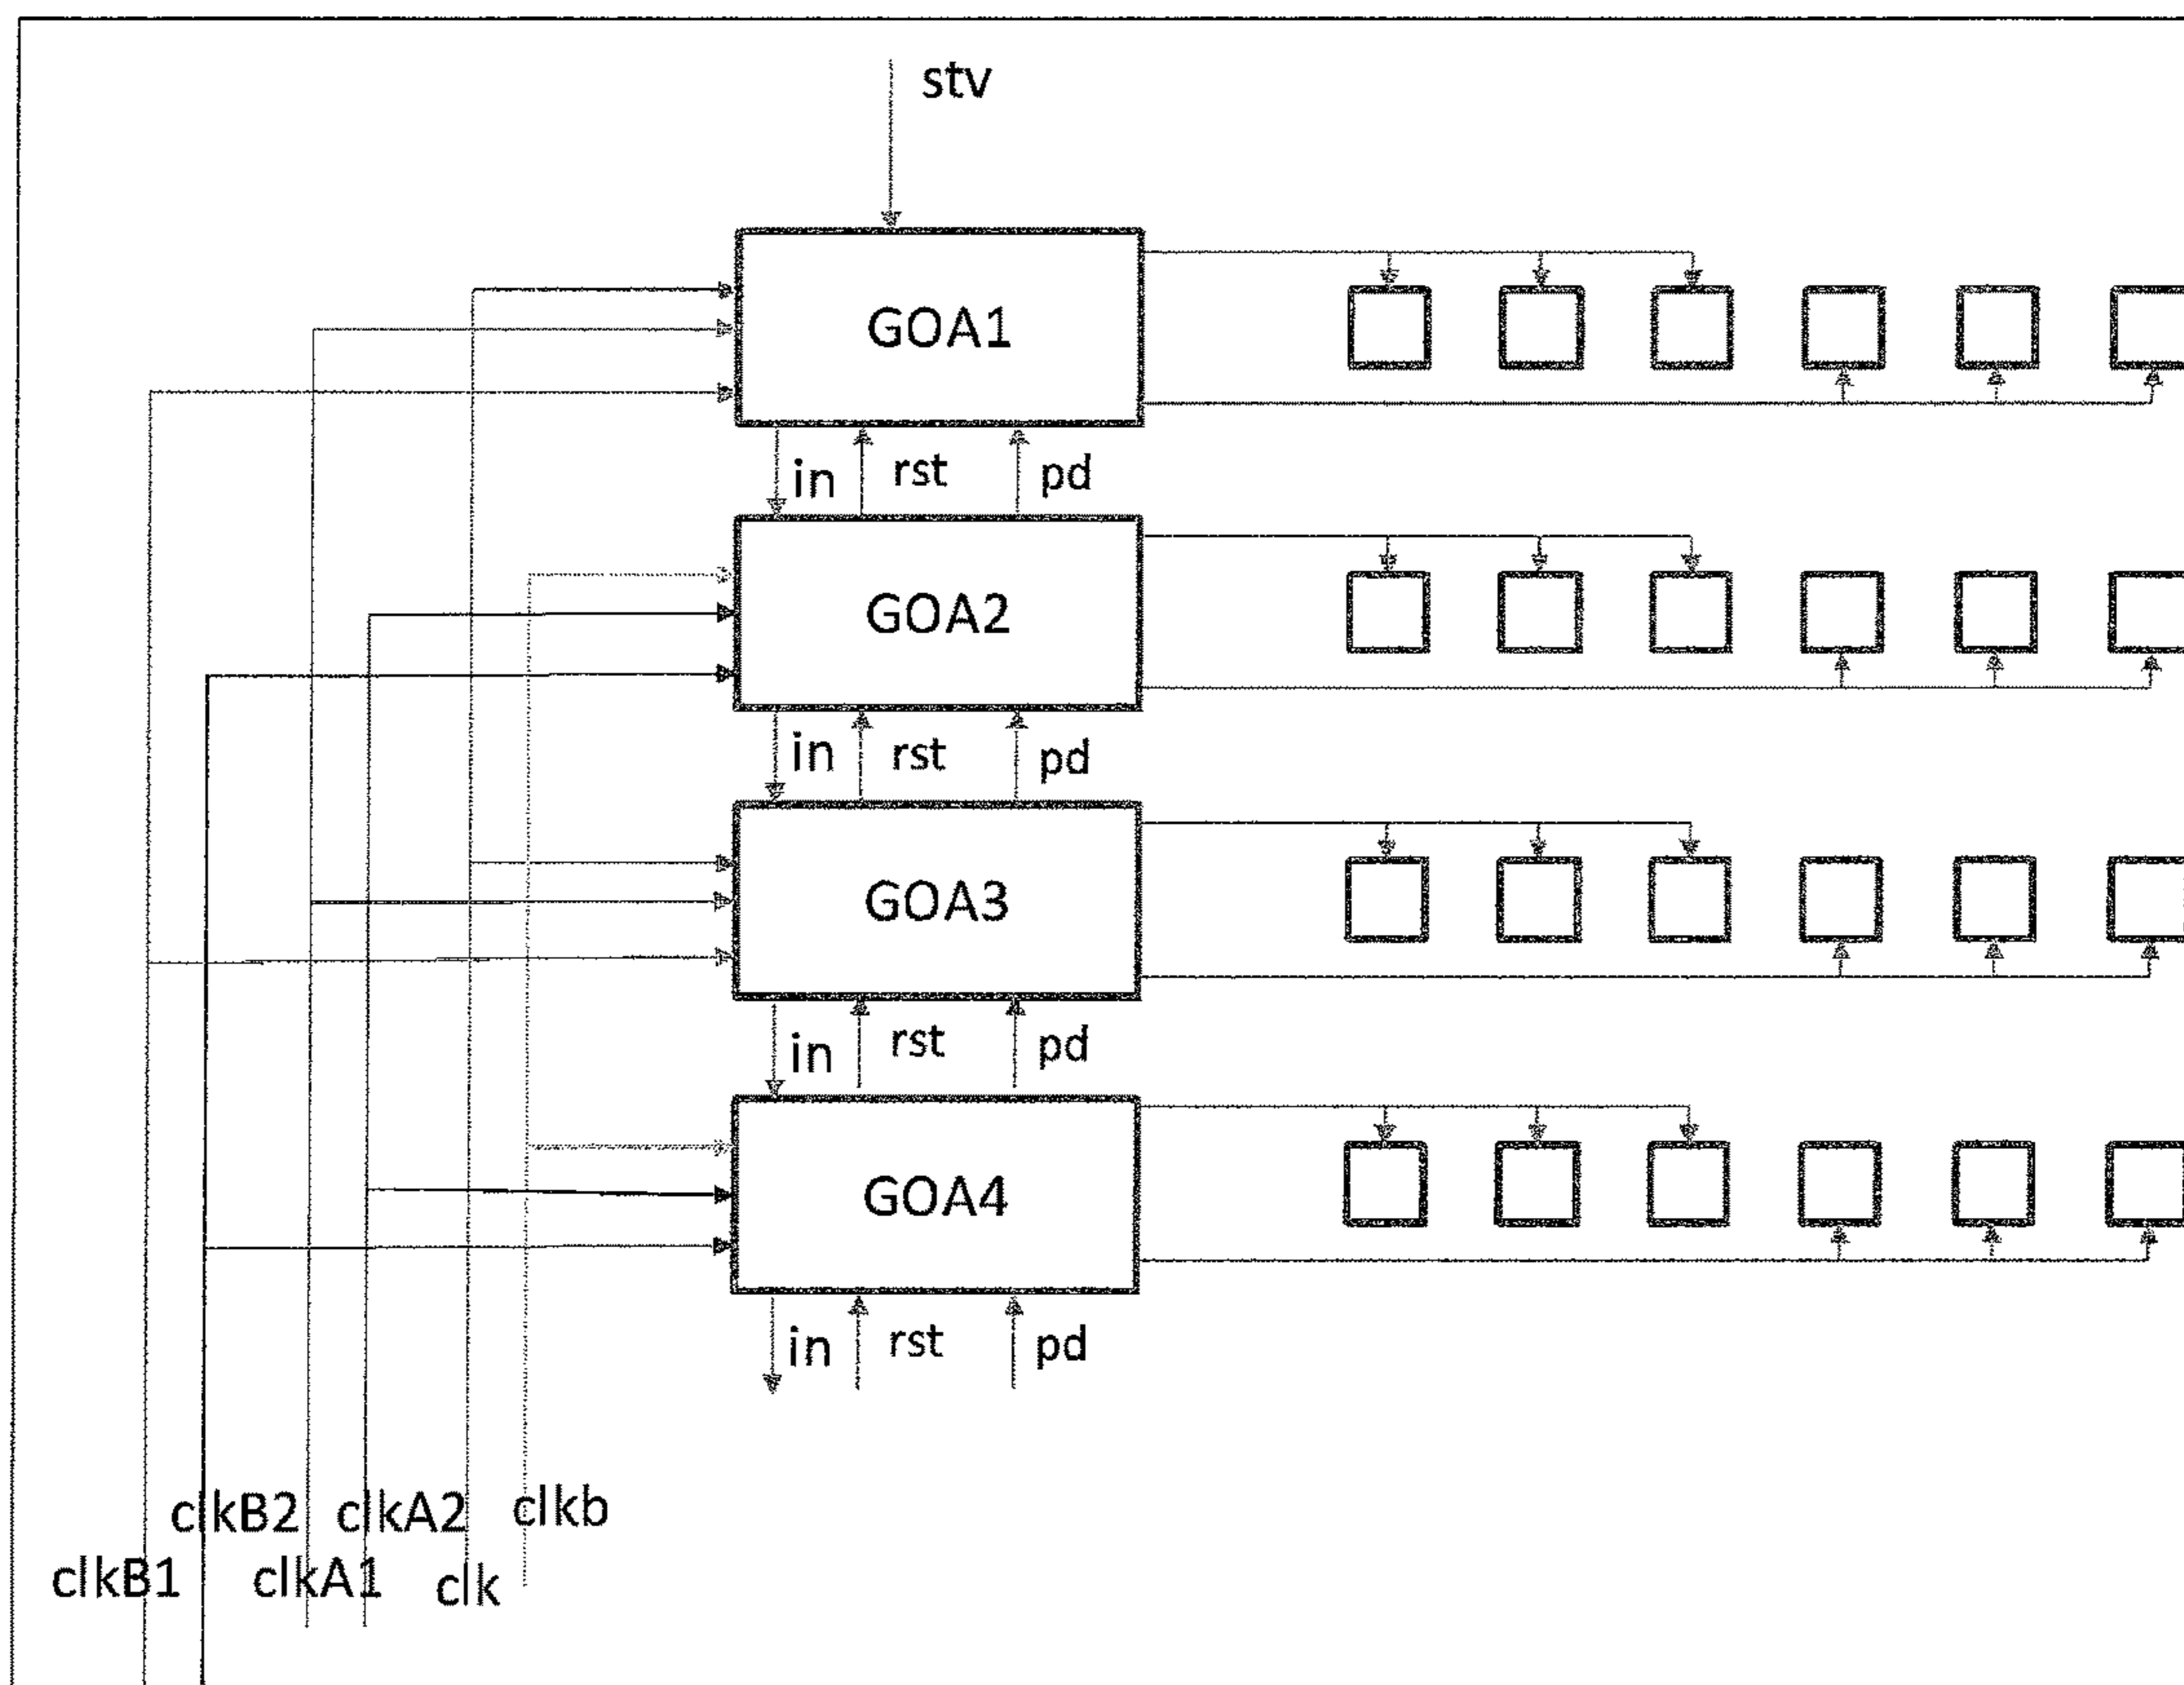 stv
GOA1
in rst pd
GOA2
in rst pd
GOA3
in rst pd
GOA4
in rst pd
clkB2 clkA2 clkb
clkB1 clkA1 clk